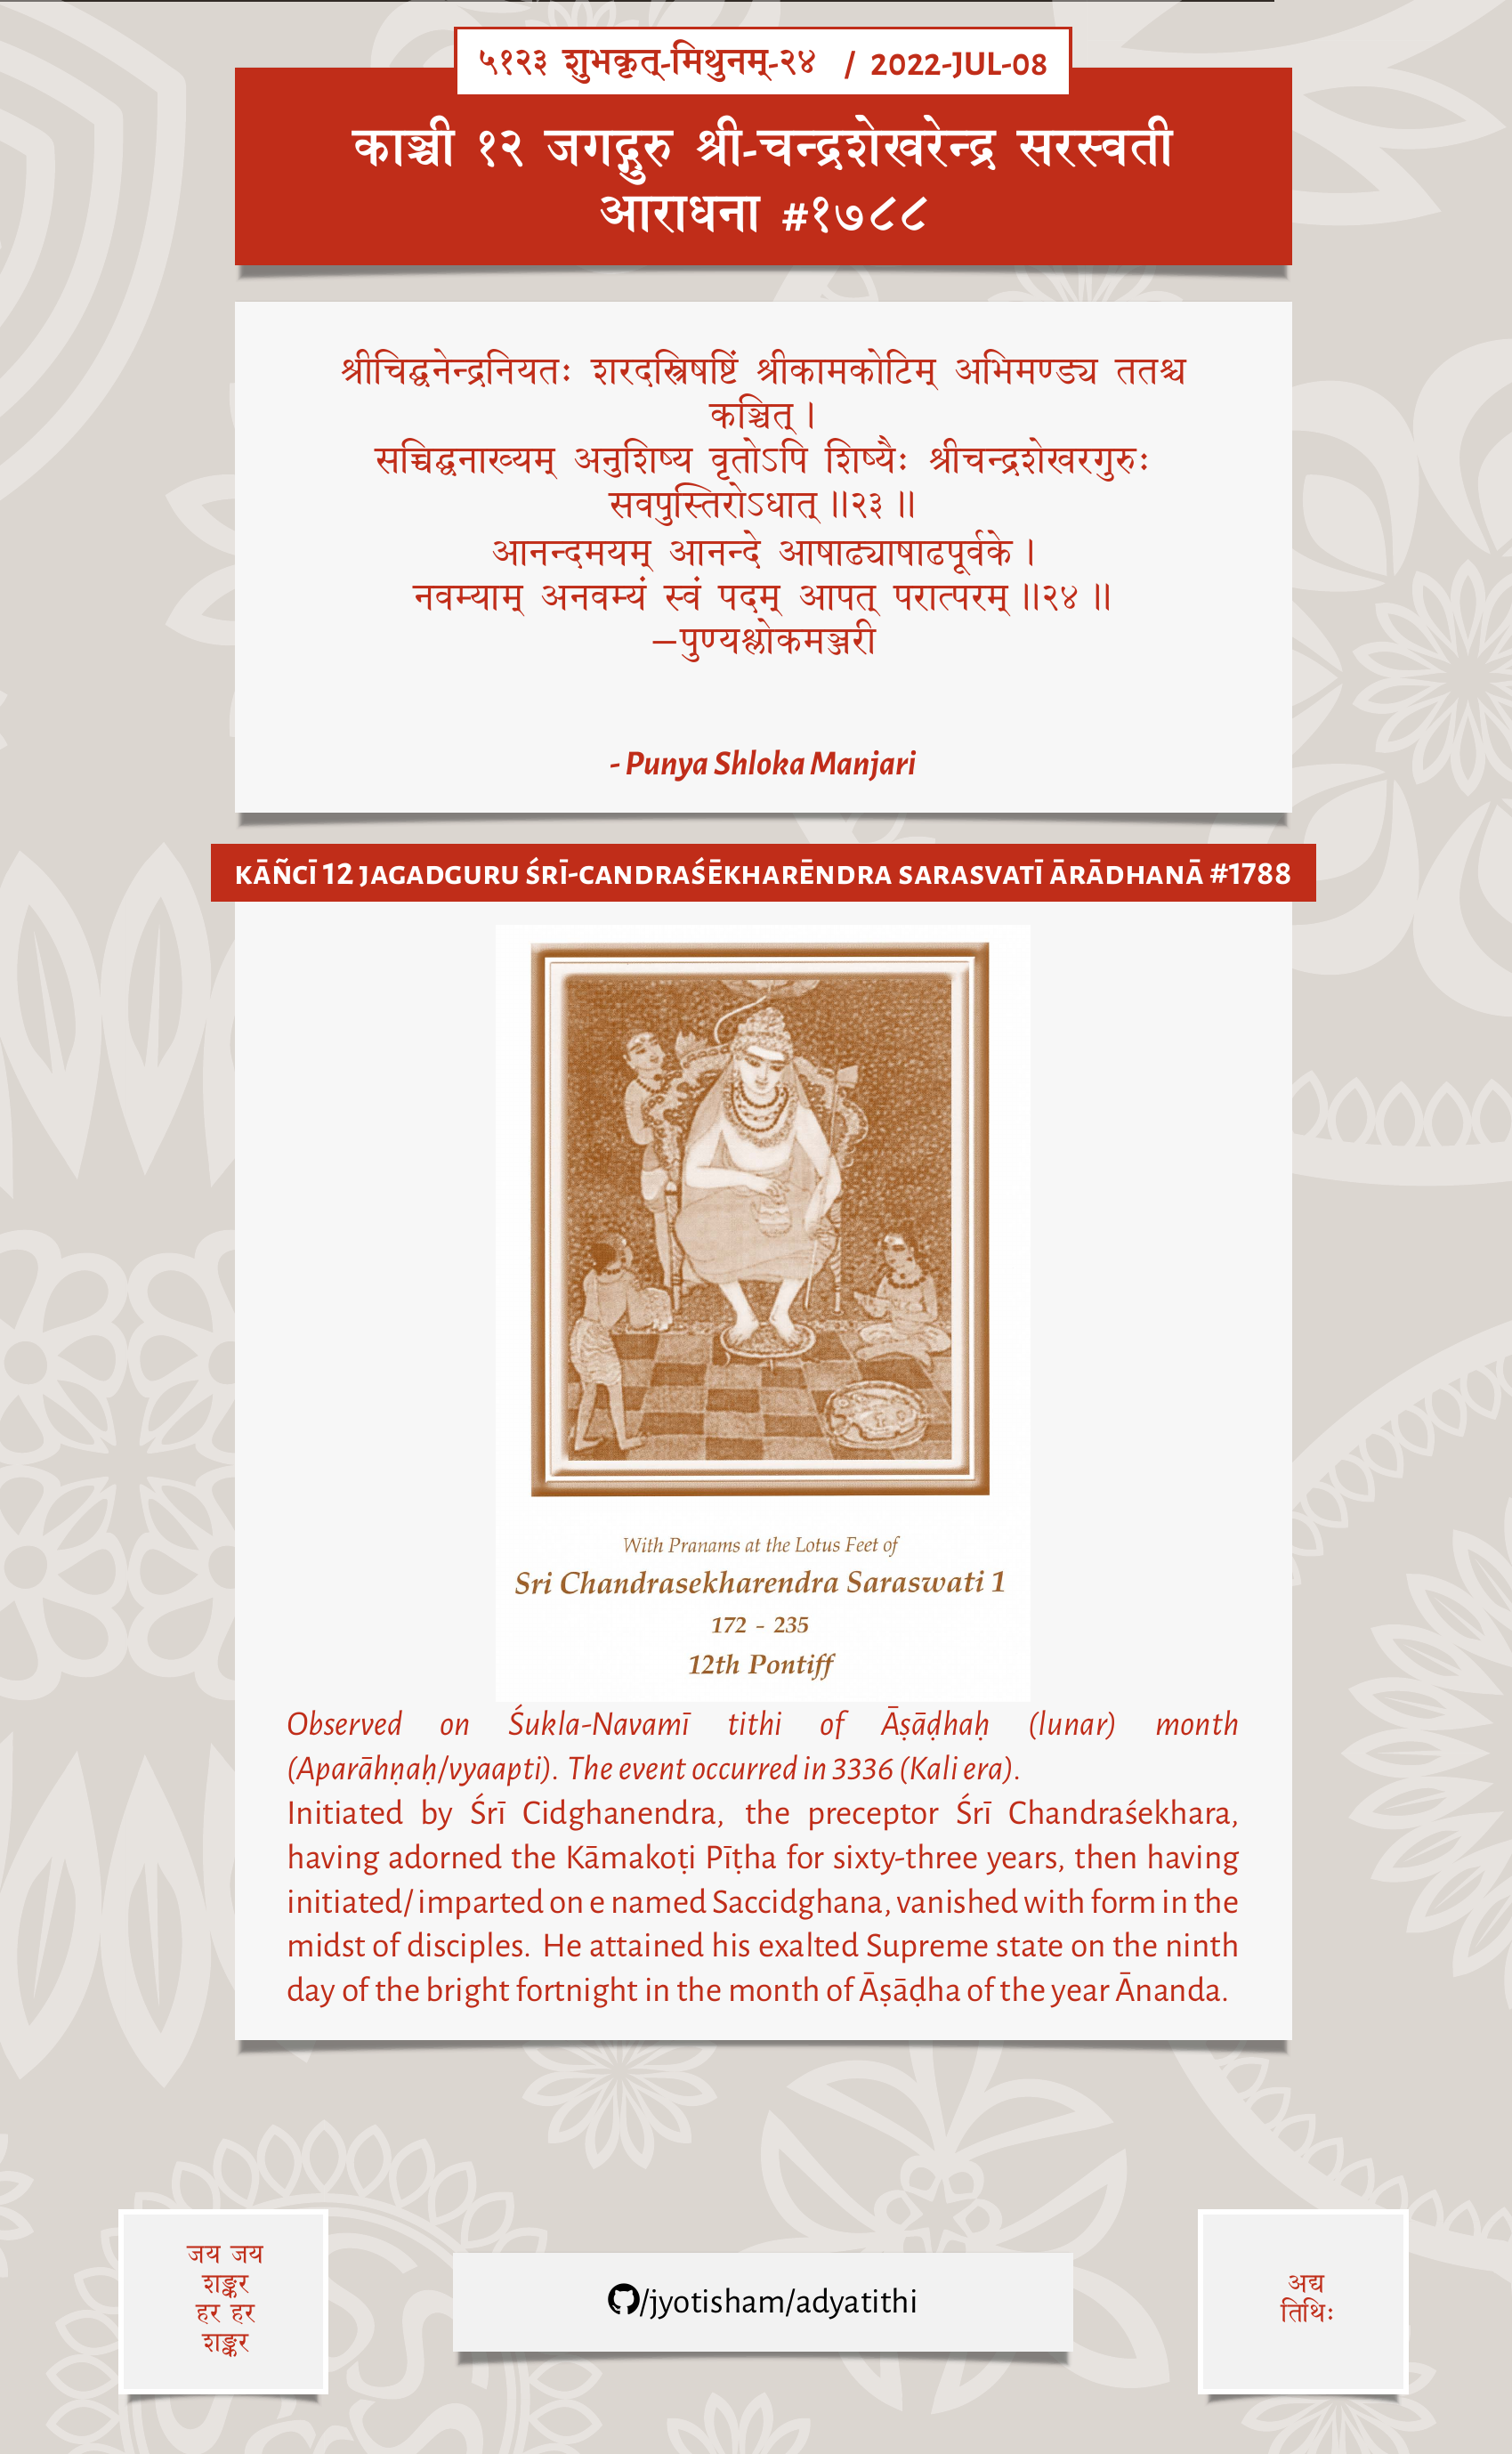 ५१२३ शुभकृत्-मिथुनम्-२४ / 2022-JUL-08
काञ्ची १२ जगद्गुरु श्री-चन्द्रशेखरेन्द्र सरस्वती
आराधना #१७८८
श्रीचिद्घनेन्द्रनियतः शरदस्त्रिषष्टिं श्रीकामकोटिम् अभिमण्ड्य ततश्च
कञ्चित्।
सच्चिद्घनाख्यम् अनुशिष्य वृतोऽपि शिष्यैः श्रीचन्द्रशेखरगुरुः
सवपुस्तिरोऽधात्॥२३॥
आनन्दमयम् आनन्दे आषाढ्याषाढपूर्वके।
नवम्याम् अनवम्यं स्वं पदम् आपत् परात्परम्॥२४॥
—पुण्यश्लोकमञ्जरी
- Punya Shloka Manjari
KĀÑCĪ 12 JAGADGURU ŚRĪ-CANDRAŚĒKHARĒNDRA SARASVATĪ ĀRĀDHANĀ #1788
With Pranams at the Lotus Feet of
Sri Chandrasekharendra Saraswati 1
172 - 235
12th Pontiff
Observed on Śukla-Navamī tithi of Āṣāḍhaḥ (lunar) month
(Aparāhṇaḥ/vyaapti). The event occurred in 3336 (Kali era).
Initiated by Śrī Cidghanendra, the preceptor Śrī Chandraśekhara,
having adorned the Kāmakoṭi Pīṭha for sixty-three years, then having
initiated/imparted on e named Saccidghana, vanished with form in the
midst of disciples. He attained his exalted Supreme state on the ninth
day of the bright fortnight in the month of Āṣāḍha of the year Ānanda.
जय जय
शङ्कर
हर हर
शङ्कर
/jyotisham/adyatithi
अद्य
तिथिः